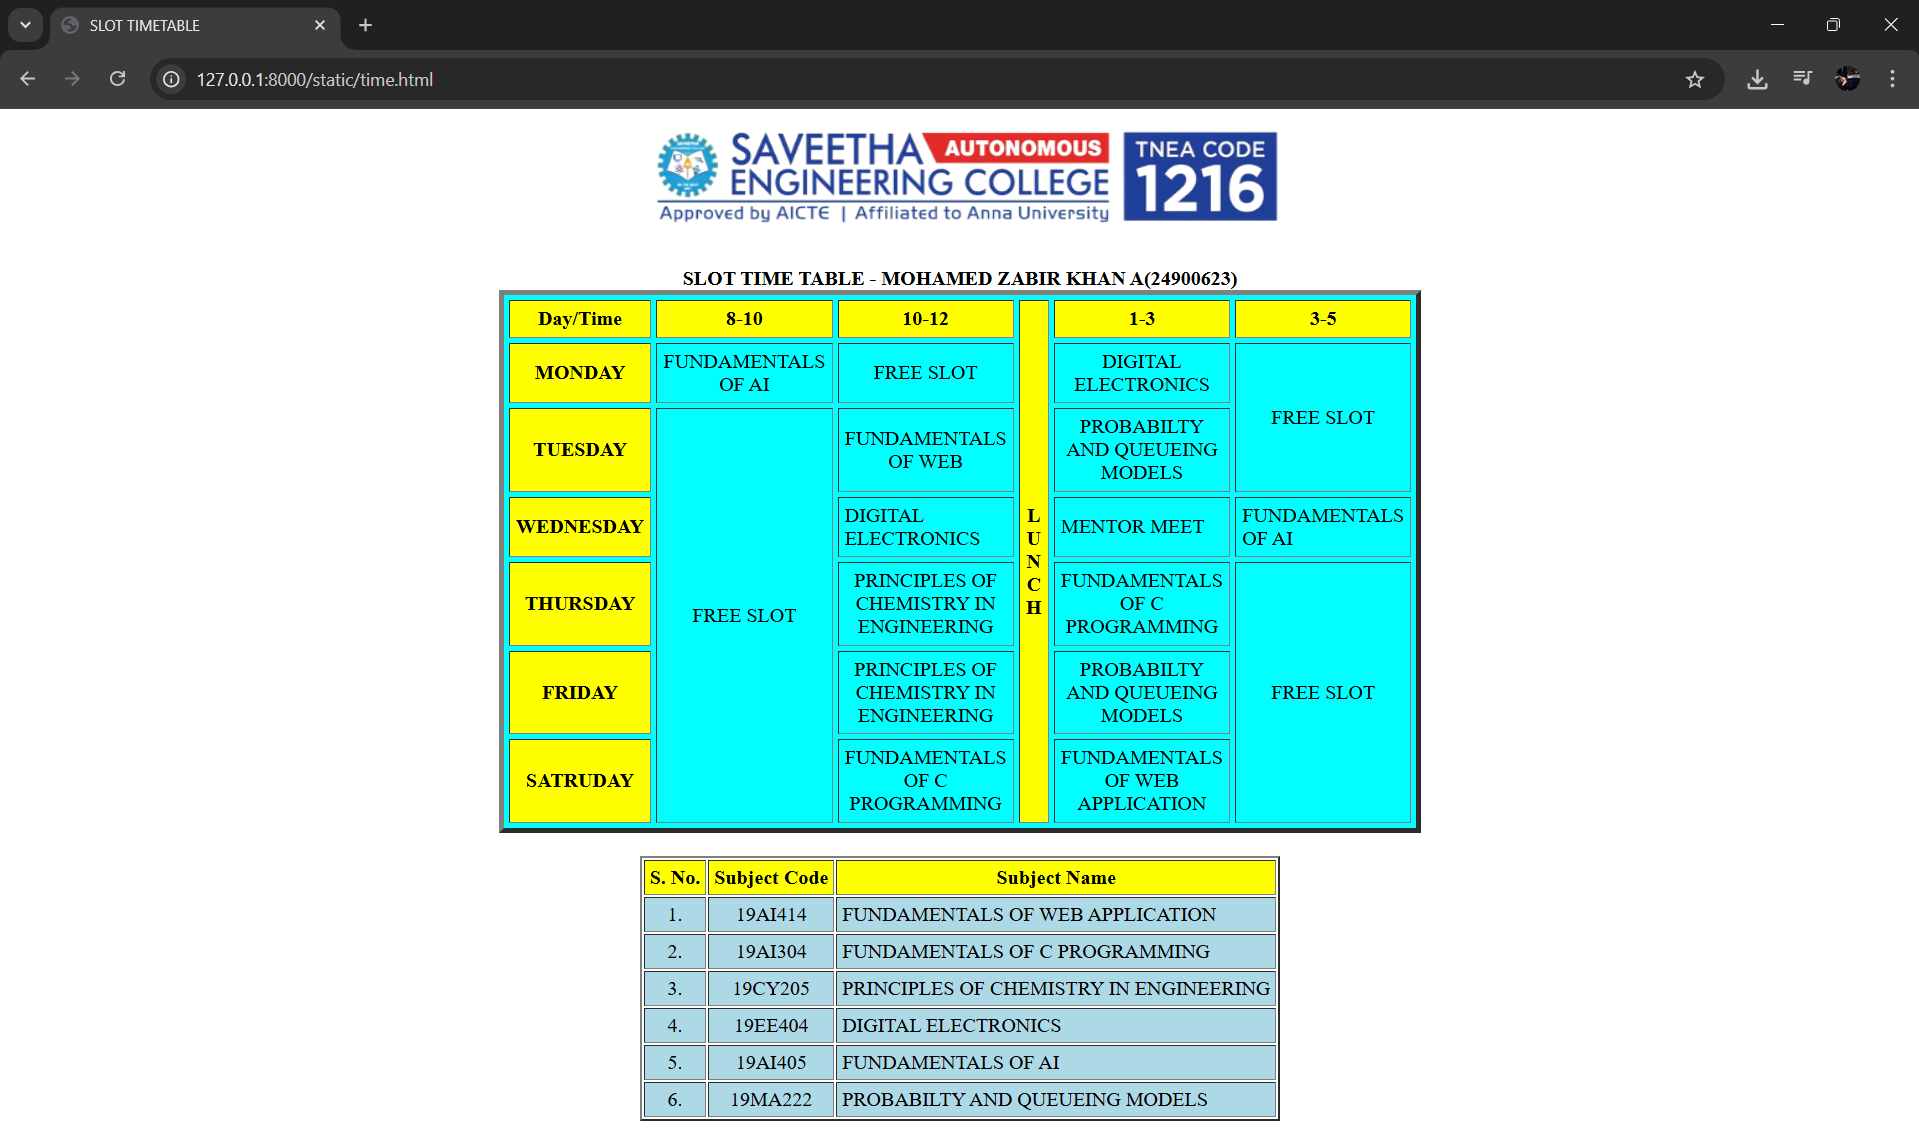 SLOT TIMETABLE
127.0.0.1:8000/static/time.html
SAVEETHA AUTONOMOUS
ENGINEERING COLLEGE
Approved by AICTE | Affiliated to Anna University
TNEA CODE
1216
SLOT TIME TABLE - MOHAMED ZABIR KHAN A(24900623)
Day/Time 8-10 10-12 1-3 3-5
MONDAY
FUNDAMENTALS
OF AI
FREE SLOT
DIGITAL
ELECTRONICS
FREE SLOT
TUESDAY
FREE SLOT
FUNDAMENTALS
OF WEB
PROBABILTY
AND QUEUEING
MODELS
L
U
N
C
H
WEDNESDAY
DIGITAL
ELECTRONICS
MENTOR MEET
FUNDAMENTALS
OF AI
THURSDAY
PRINCIPLES OF
CHEMISTRY IN
ENGINEERING
FUNDAMENTALS
OF C
PROGRAMMING
FREE SLOT
FRIDAY
PRINCIPLES OF
CHEMISTRY IN
ENGINEERING
PROBABILTY
AND QUEUEING
MODELS
SATRUDAY
FUNDAMENTALS
OF C
PROGRAMMING
FUNDAMENTALS
OF WEB
APPLICATION
S. No. Subject Code Subject Name
1. 19AI414 FUNDAMENTALS OF WEB APPLICATION
2. 19AI304 FUNDAMENTALS OF C PROGRAMMING
3. 19CY205 PRINCIPLES OF CHEMISTRY IN ENGINEERING
4. 19EE404 DIGITAL ELECTRONICS
5. 19AI405 FUNDAMENTALS OF AI
6. 19MA222 PROBABILTY AND QUEUEING MODELS